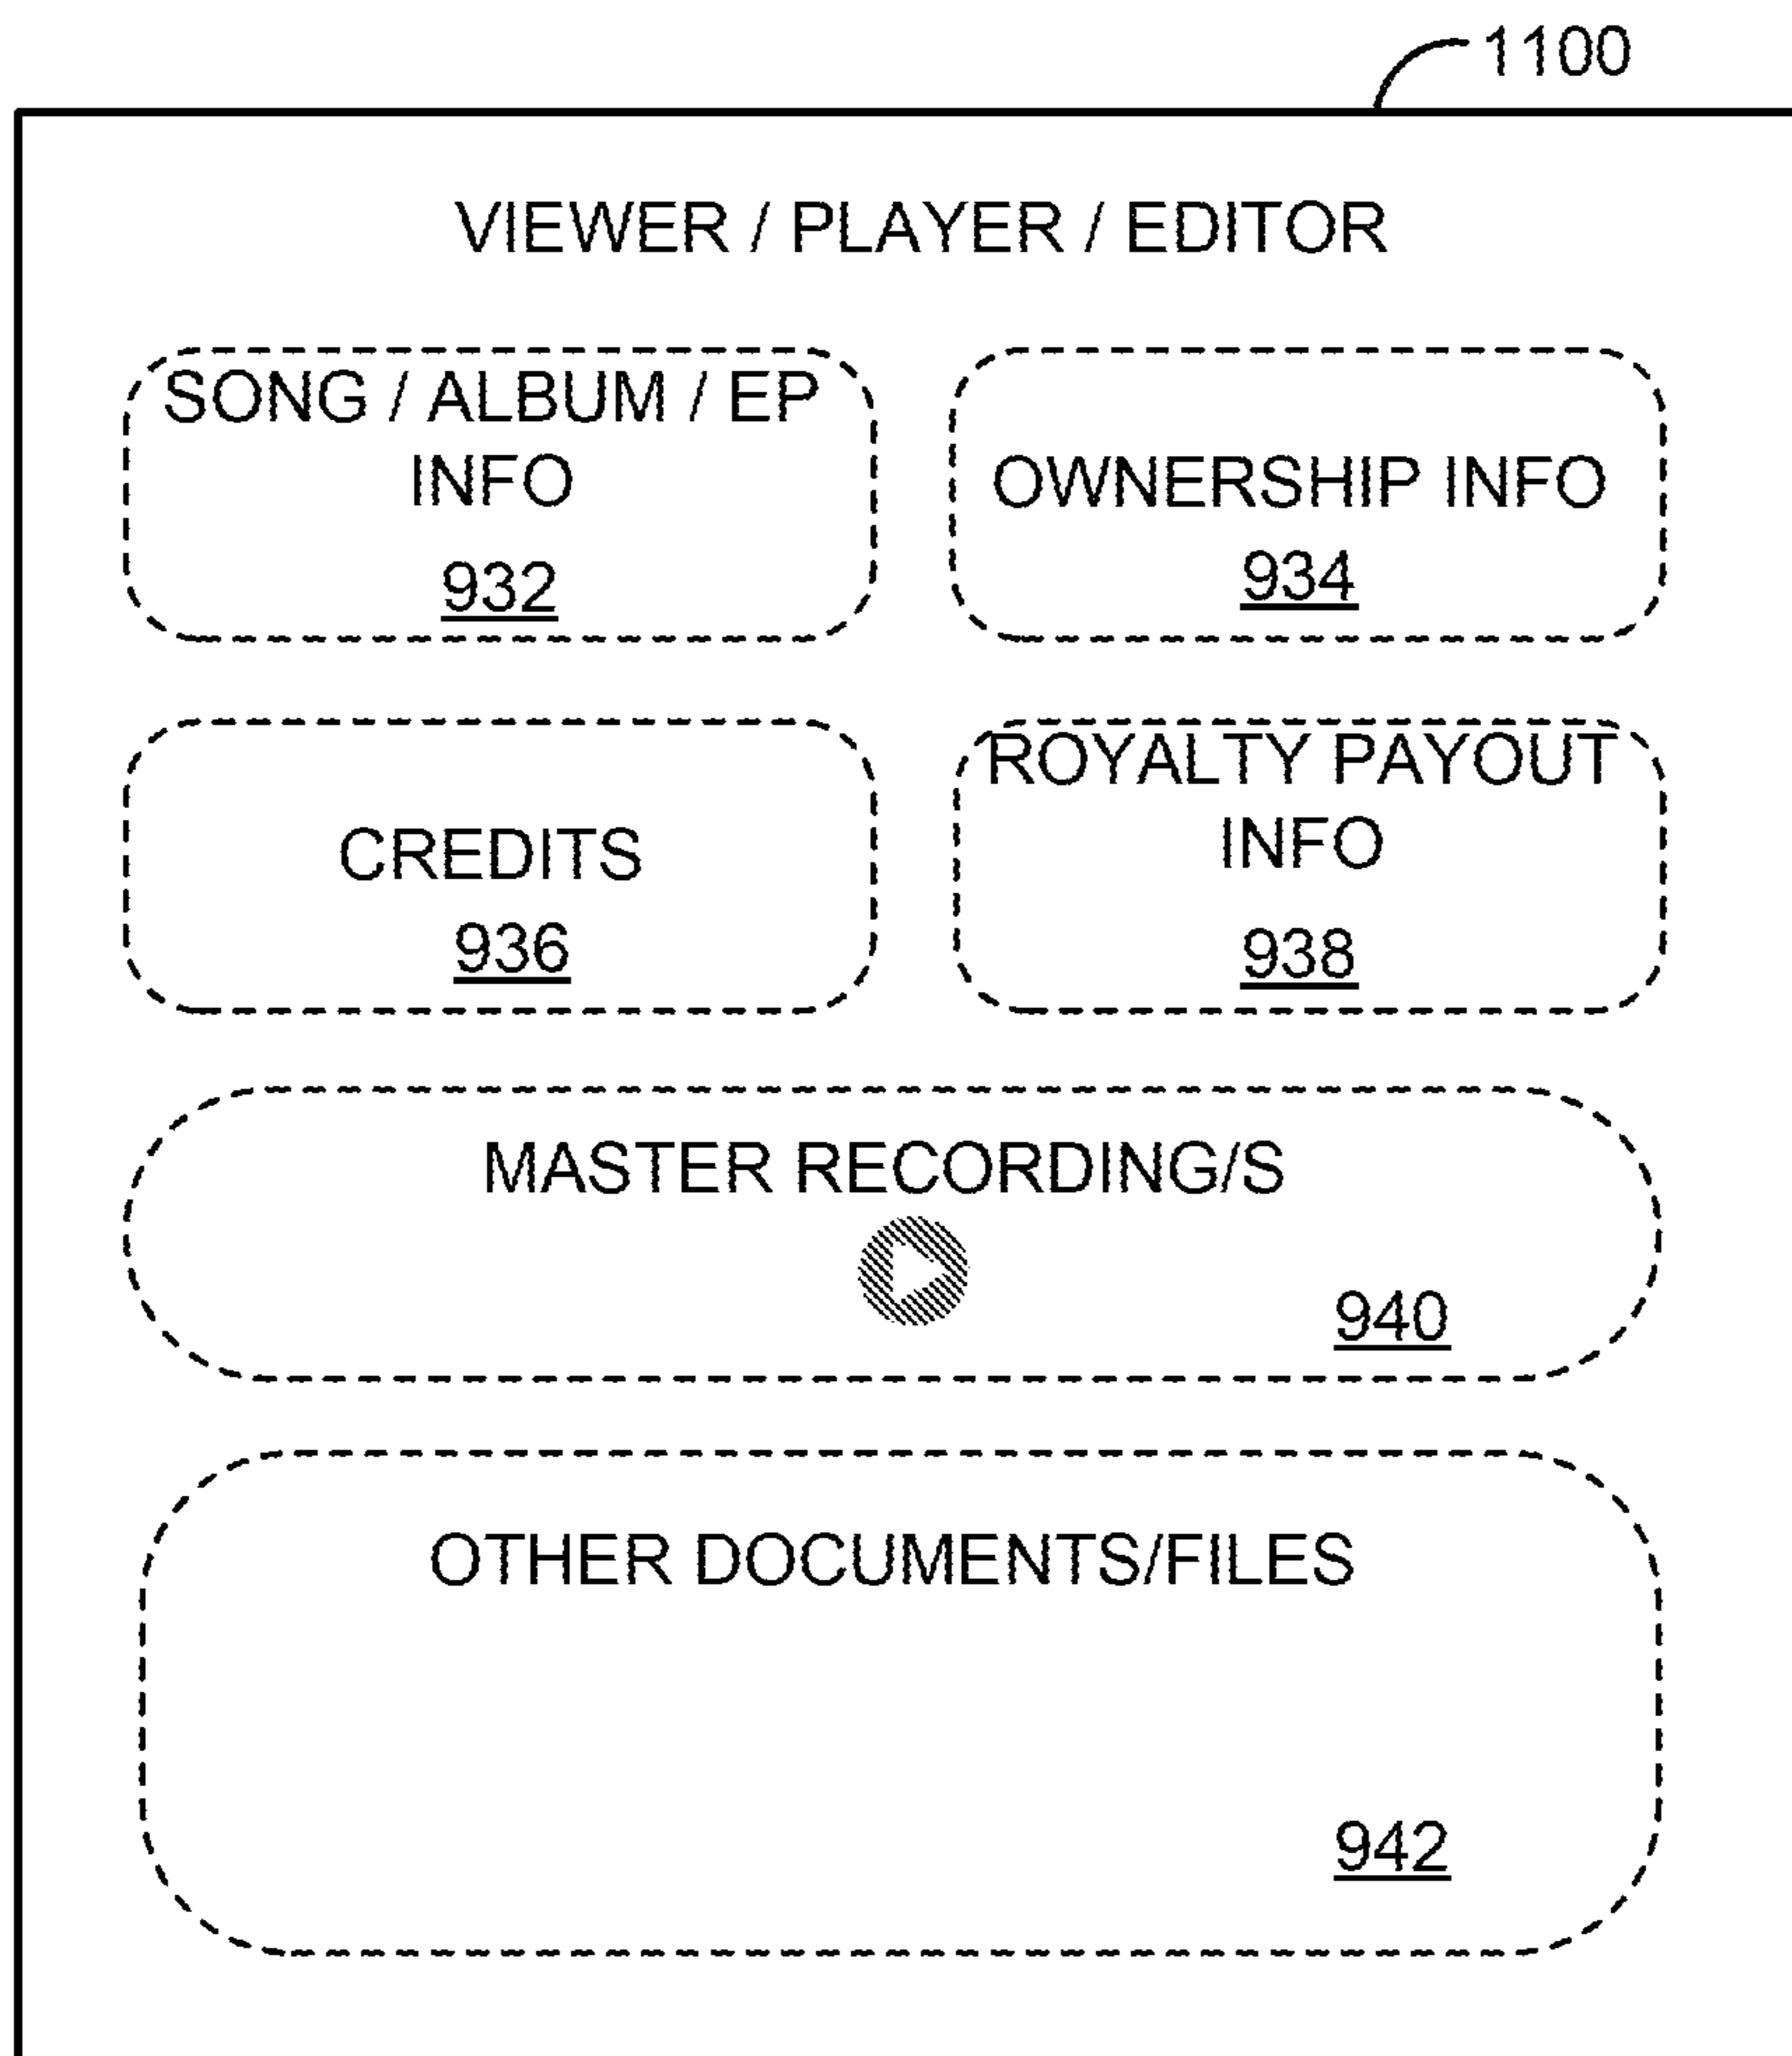 1100
VIEWER / PLAYER / EDITOR
SONG / ALBUM / EP
INFO
932
OWNERSHIP INFO
934
CREDITS
936
ROYALTY PAYOUT
INFO
938
MASTER RECORDING/S
940
OTHER DOCUMENTS/FILES
942